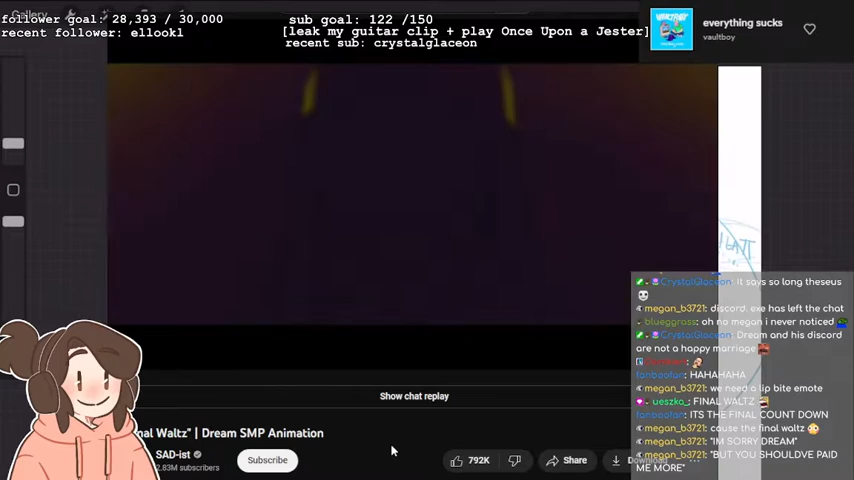 Gallery
follower goal: 28,393 / 30,000
recent follower: ellookl
sub goal: 122 /150
[leak my guitar clip + play Once Upon a Jester]
recent sub: crystalglaceon
everything sucks
vaultboy
CrystalGlaceon: It says so long theseus
megan_b3721: discord. exe has left the chat
blueggross: oh no megan i never noticed
CrystalGlaceon: Dream and his discord
are not a happy marriage
fanboolan: HAHAHAHA
megan_b3721: we need a lip bite emote
ueszka_: FINAL WALTZ
fanboolan: ITS THE FINAL COUNT DOWN
megan_b3721: cause the final waltz
megan_b3721: "IM SORRY DREAM"
megan_b3721: "BUT YOU SHOULDVE PAID
ME MORE"
Show chat replay
nal Waltz" | Dream SMP Animation
SAD-ist
2.83M subscribers
Subscribe
792K
Share
Download